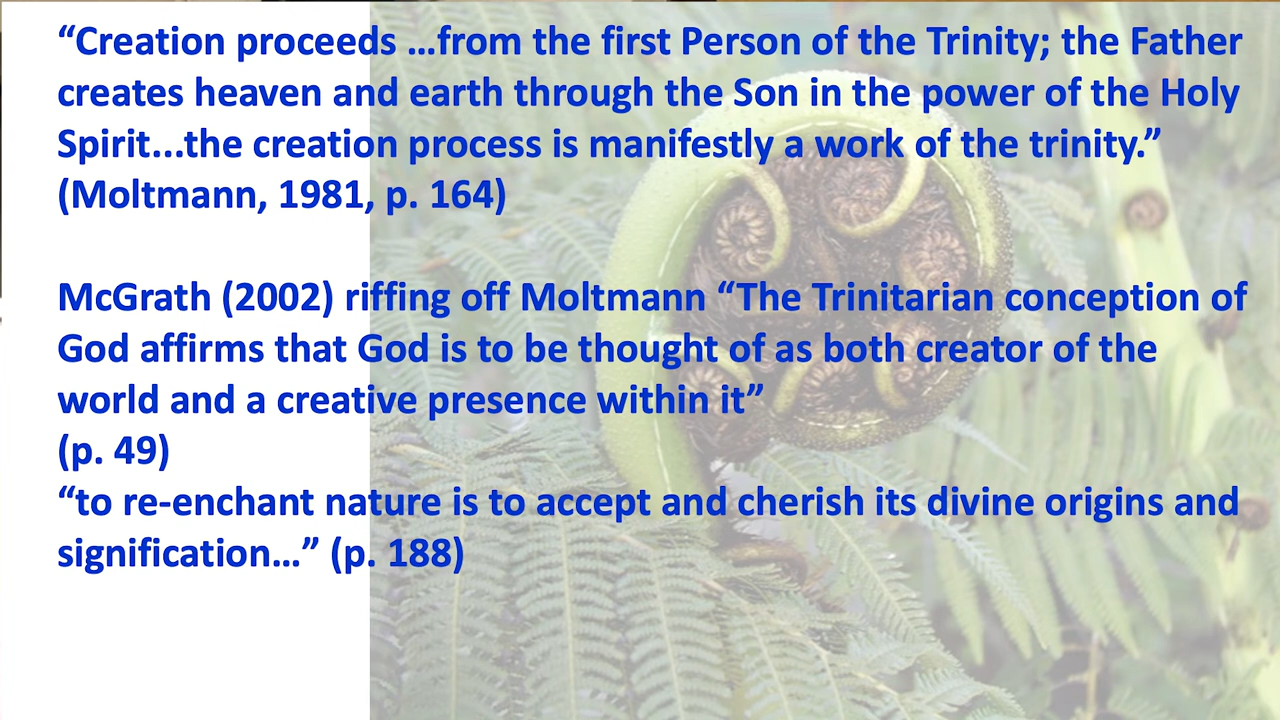 “Creation proceeds …from the first Person of the Trinity; the Father
creates heaven and earth through the Son in the power of the Holy
Spirit...the creation process is manifestly a work of the trinity.”
(Moltmann, 1981, p. 164)
McGrath (2002) riffing off Moltmann “The Trinitarian conception of
God affirms that God is to be thought of as both creator of the
world and a creative presence within it”
(p. 49)
“to re-enchant nature is to accept and cherish its divine origins and
signification…” (p. 188)